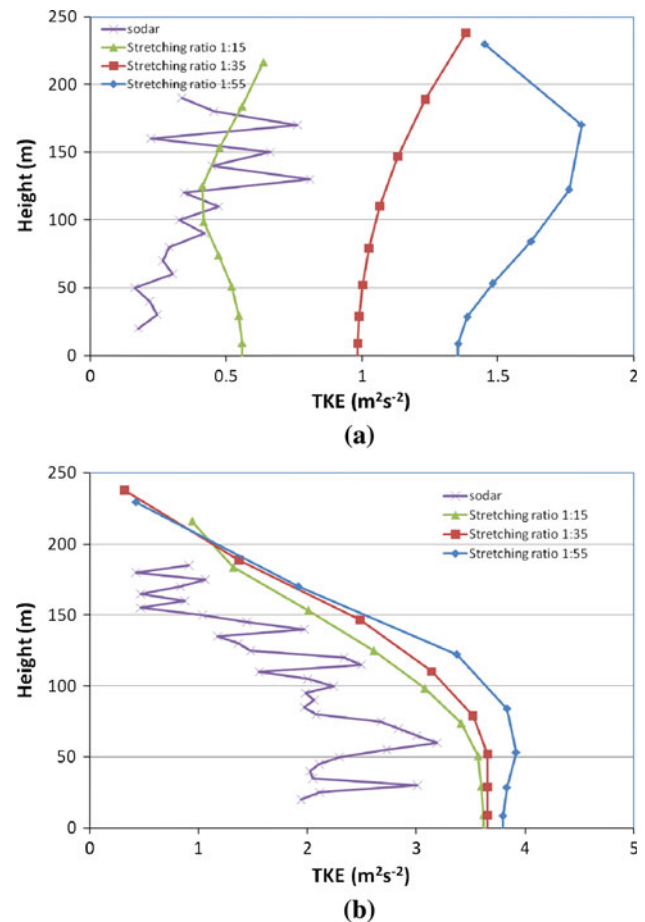 250
200
150
100
50
0
Height (m)
sodar
Stretching ratio 1:15
Stretching ratio 1:35
Stretching ratio 1:55
0
0.5
1
1.5
2
TKE (m²s⁻²)
(a)
250
200
150
100
50
0
Height (m)
sodar
Stretching ratio 1:15
Stretching ratio 1:35
Stretching ratio 1:55
0
1
2
3
4
5
TKE (m²s⁻²)
(b)